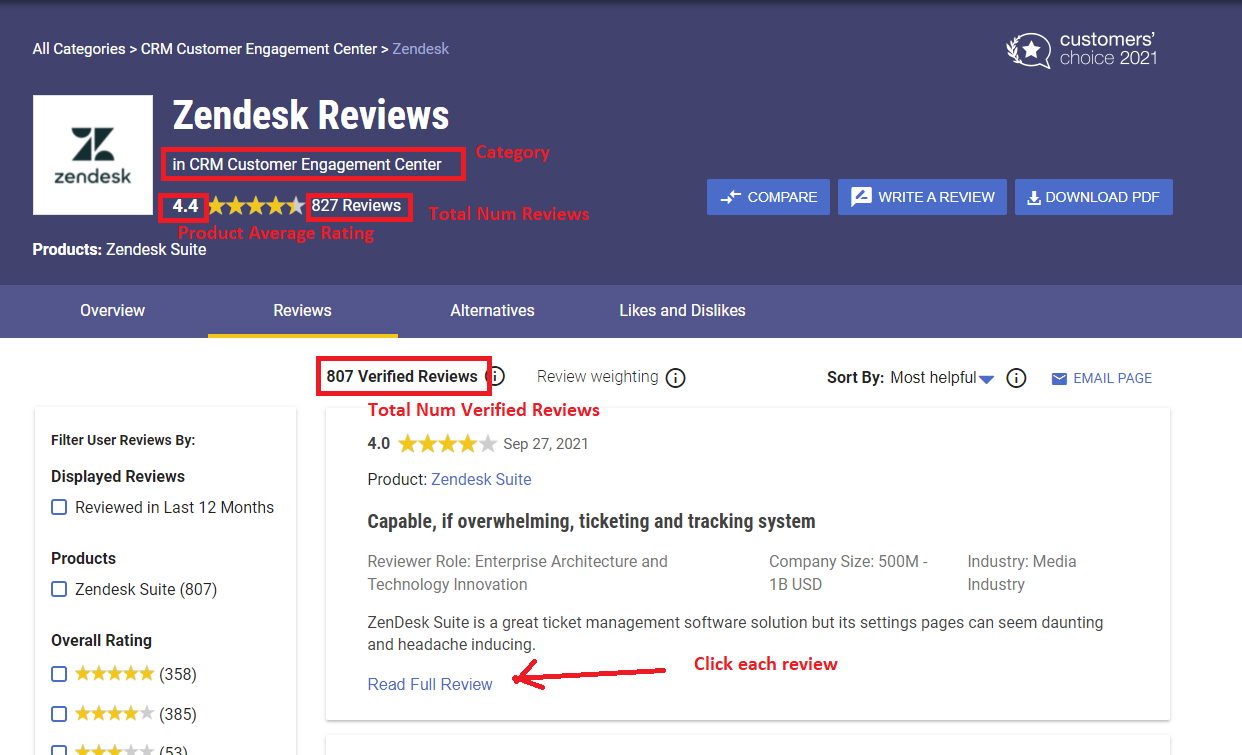 All Categories > CRM Customer Engagement Center > Zendesk
customers'
choice 2021
zendesk
Zendesk Reviews
in CRM Customer Engagement Center
Category
4.4
827 Reviews
Total Num Reviews
Product Average Rating
COMPARE
WRITE A REVIEW
DOWNLOAD PDF
Products: Zendesk Suite
Overview
Reviews
Alternatives
Likes and Dislikes
807 Verified Reviews
Review weighting
Sort By: Most helpful
EMAIL PAGE
Total Num Verified Reviews
Filter User Reviews By:
Displayed Reviews
Reviewed in Last 12 Months
Products
Zendesk Suite (807)
Overall Rating
(358)
(385)
(53)
4.0
Sep 27, 2021
Product: Zendesk Suite
Capable, if overwhelming, ticketing and tracking system
Reviewer Role: Enterprise Architecture and
Technology Innovation
Company Size: 500M -
1B USD
Industry: Media
Industry
ZenDesk Suite is a great ticket management software solution but its settings pages can seem daunting
and headache inducing.
Read Full Review
Click each review